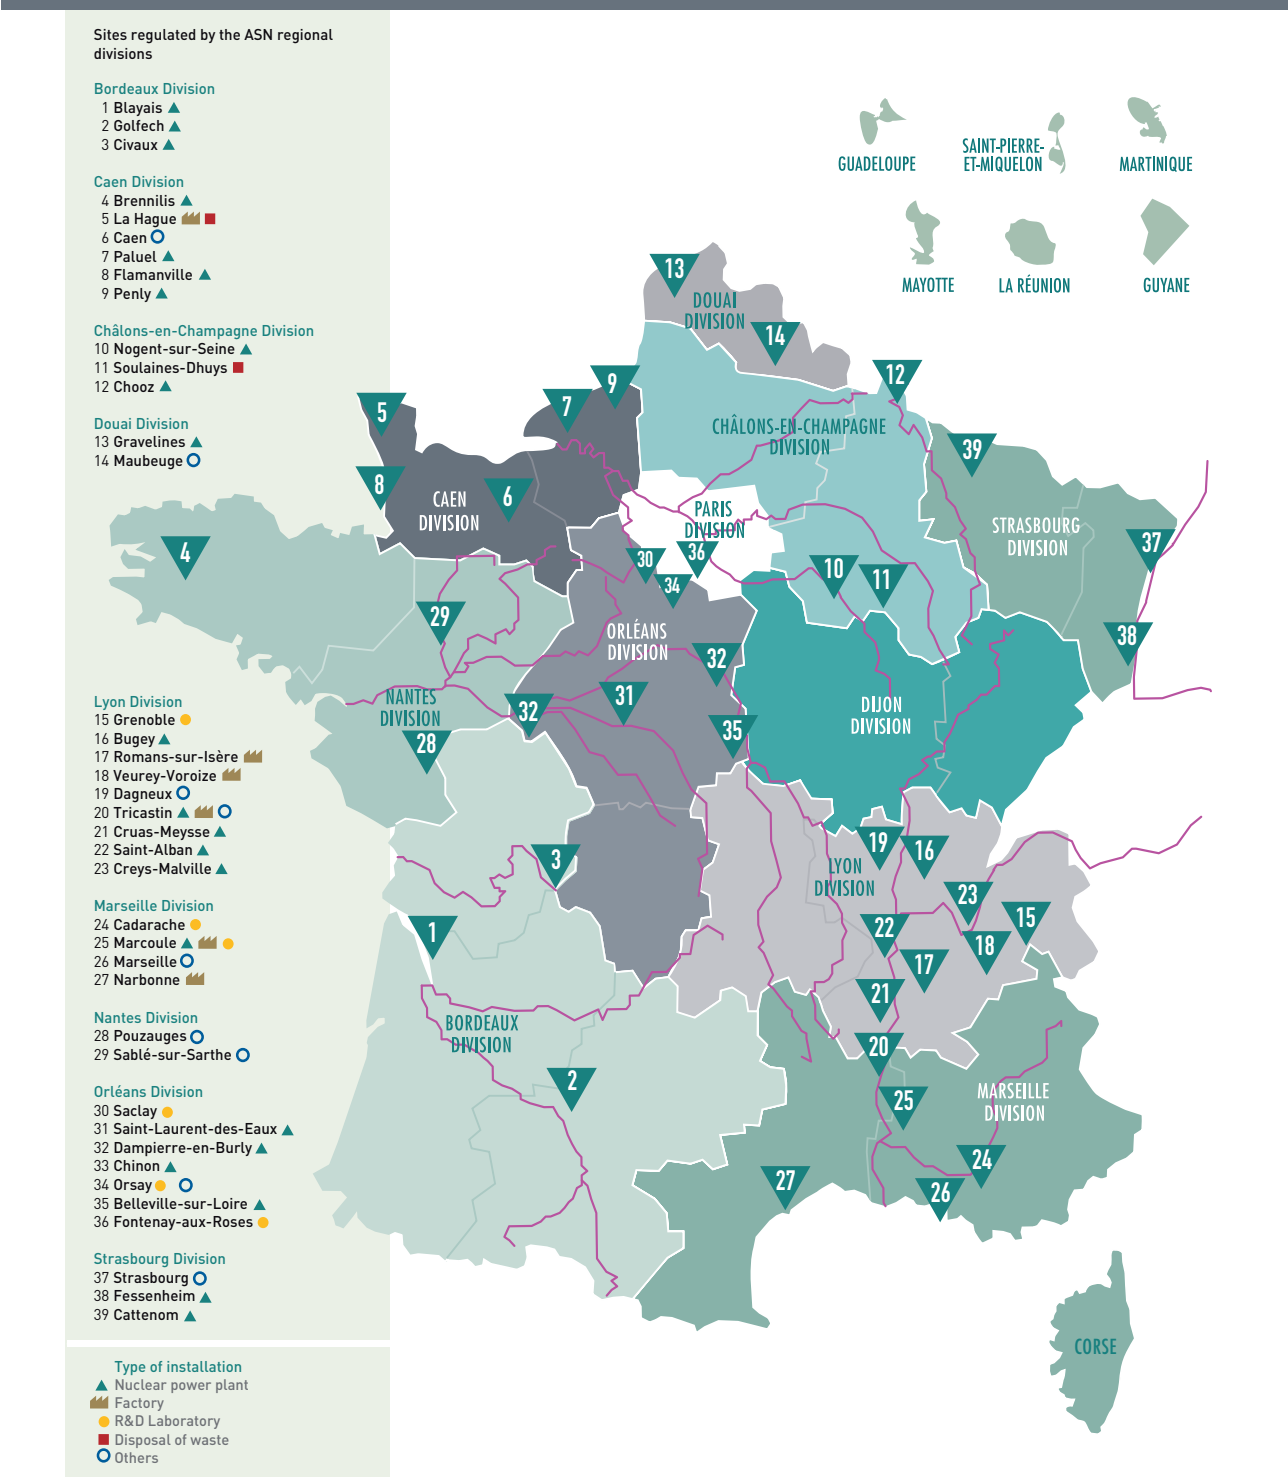 Sites regulated by the ASN regional
divisions
Bordeaux Division
1 Blayais
2 Golfech
3 Civaux
Caen Division
4 Brennilis
5 La Hague
6 Caen
7 Paluel
8 Flamanville
9 Penly
Châlons-en-Champagne Division
10 Nogent-sur-Seine
11 Soulaines-Dhuys
12 Chooz
Douai Division
13 Gravelines
14 Maubeuge
Lyon Division
15 Grenoble
16 Bugey
17 Romans-sur-Isère
18 Veurey-Voroize
19 Dagneux
20 Tricastin
21 Cruas-Meysse
22 Saint-Alban
23 Creys-Malville
Marseille Division
24 Cadarache
25 Marcoule
26 Marseille
27 Narbonne
Nantes Division
28 Pouzauges
29 Sablé-sur-Sarthe
Orléans Division
30 Saclay
31 Saint-Laurent-des-Eaux
32 Dampierre-en-Burly
33 Chinon
34 Orsay
35 Belleville-sur-Loire
36 Fontenay-aux-Roses
Strasbourg Division
37 Strasbourg
38 Fessenheim
39 Cattenom
Type of installation
Nuclear power plant
Factory
R&D Laboratory
Disposal of waste
Others
GUADELOUPE
SAINT-PIERRE-
ET-MIQUELON
MARTINIQUE
MAYOTTE
LA RÉUNION
GUYANE
13
DOUAI
DIVISION
14
12
9
7
5
CHÂLONS-EN-CHAMPAGNE
DIVISION
39
8
6
CAEN
DIVISION
PARIS
DIVISION
STRASBOURG
DIVISION
37
4
30
36
34
10
11
29
ORLÉANS
DIVISION
38
32
31
NANTES
DIVISION
32
35
DIJON
DIVISION
28
3
19
16
LYON
DIVISION
23
15
1
22
18
17
21
BORDEAUX
DIVISION
20
2
25
MARSEILLE
DIVISION
24
27
26
CORSE